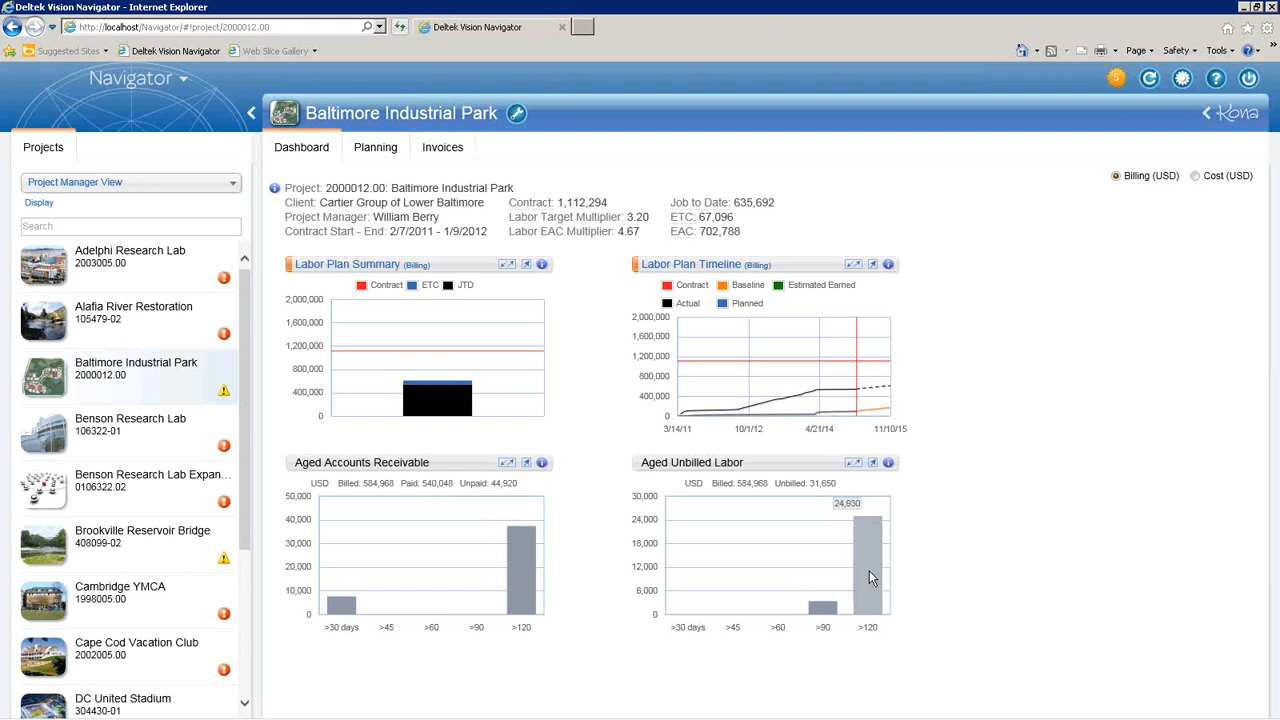 Deltek Vision Navigator - Internet Explorer
http://localhost/Navigator/#!project/2000012.00
Deltek Vision Navigator
Suggested Sites
Deltek Vision Navigator
Web Slice Gallery
Page
Safety
Tools
Navigator
5
Baltimore Industrial Park
Kona
Projects
Dashboard
Planning
Invoices
Project Manager View
Display
Search
Billing (USD)
Cost (USD)
Adelphi Research Lab
2003005.00
Alafia River Restoration
105479-02
Baltimore Industrial Park
2000012.00
Benson Research Lab
106322-01
Benson Research Lab Expan...
0106322.02
Brookville Reservoir Bridge
408099-02
Cambridge YMCA
1998005.00
Cape Cod Vacation Club
2002005.00
DC United Stadium
304430-01
Project: 2000012.00: Baltimore Industrial Park
Client: Cartier Group of Lower Baltimore
Project Manager: William Berry
Contract Start - End: 2/7/2011 - 1/9/2012
Contract: 1,112,294
Labor Target Multiplier: 3.20
Labor EAC Multiplier: 4.67
Job to Date: 635,692
ETC: 67,096
EAC: 702,788
Labor Plan Summary (Billing)
Contract ETC JTD
2,000,000
1,600,000
1,200,000
800,000
400,000
0
Labor Plan Timeline (Billing)
Contract Baseline Estimated Earned
Actual Planned
2,000,000
1,600,000
1,200,000
800,000
400,000
0
3/14/11 10/1/12 4/21/14 11/10/15
Aged Accounts Receivable
USD Billed: 584,968 Paid: 540,048 Unpaid: 44,920
50,000
40,000
30,000
20,000
10,000
0
>30 days >45 >60 >90 >120
Aged Unbilled Labor
USD Billed: 584,968 Unbilled: 31,650
30,000
24,000
18,000
12,000
6,000
0
>30 days >45 >60 >90 >120